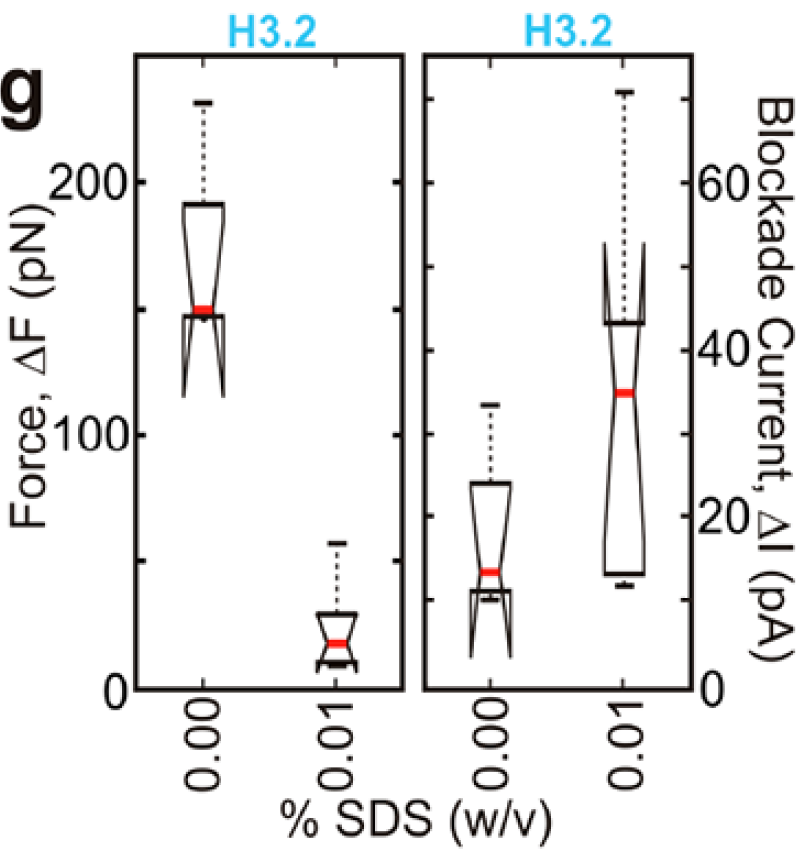 g
H3.2
H3.2
Force, ΔF (pN)
200
100
0
60
40
20
0
Blockade Current, ΔI (pA)
0.00
0.01
0.00
0.01
% SDS (w/v)